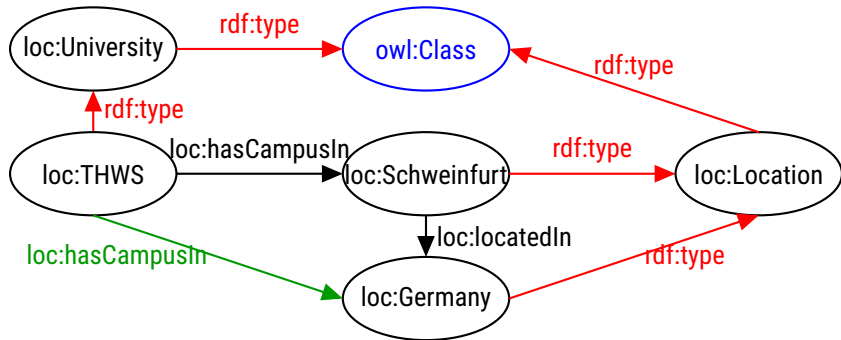 rdf:type
loc:University
owl:Class
rdf:type
rdf:type
loc:hasCampusIn
rdf:type
loc:THWS
loc:Schweinfurt
loc:Location
loc:locatedIn
loc:hasCampusIn
rdf:type
loc:Germany